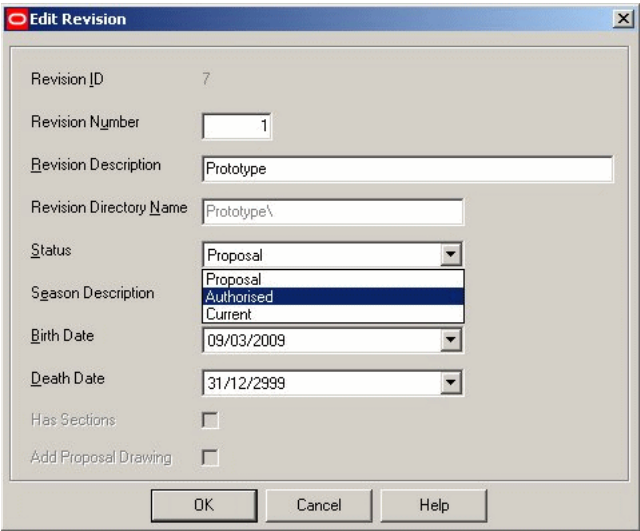 Edit Revision
Revision ID 7
Revision Number 1
Revision Description Prototype
Revision Directory Name Prototype\
Status Proposal
Proposal
Season Description Authorised
Current
Birth Date 09/03/2009
Death Date 31/12/2999
Has Sections
Add Proposal Drawing
OK Cancel Help